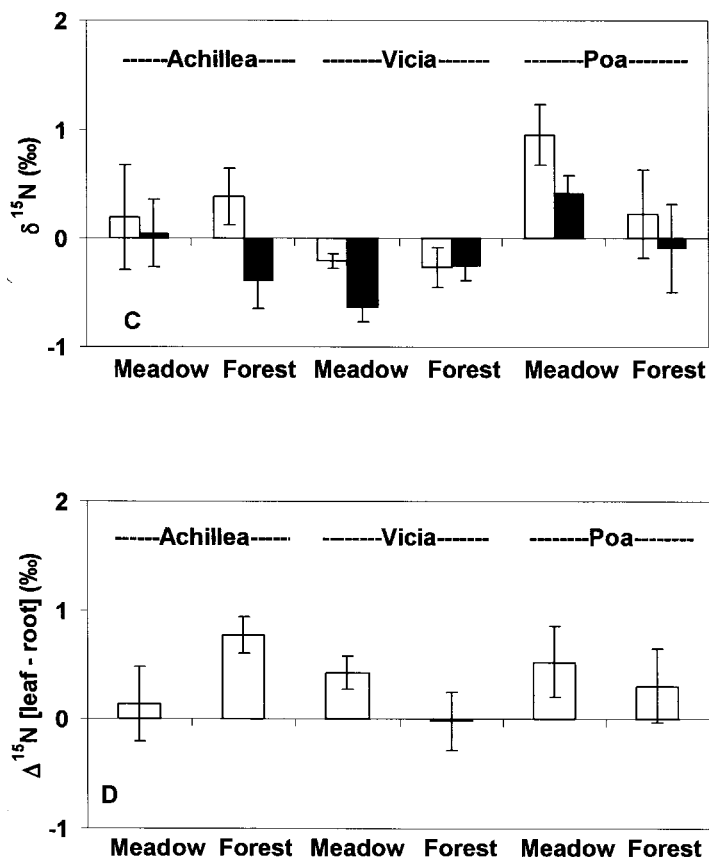 2
------Achillea------
------Vicia------
------Poa------
1
δ ¹⁵N (‰)
0
C
-1
Meadow Forest Meadow Forest Meadow Forest
2
------Achillea------
------Vicia------
------Poa------
1
Δ ¹⁵N [leaf - root] (‰)
0
D
-1
Meadow Forest Meadow Forest Meadow Forest